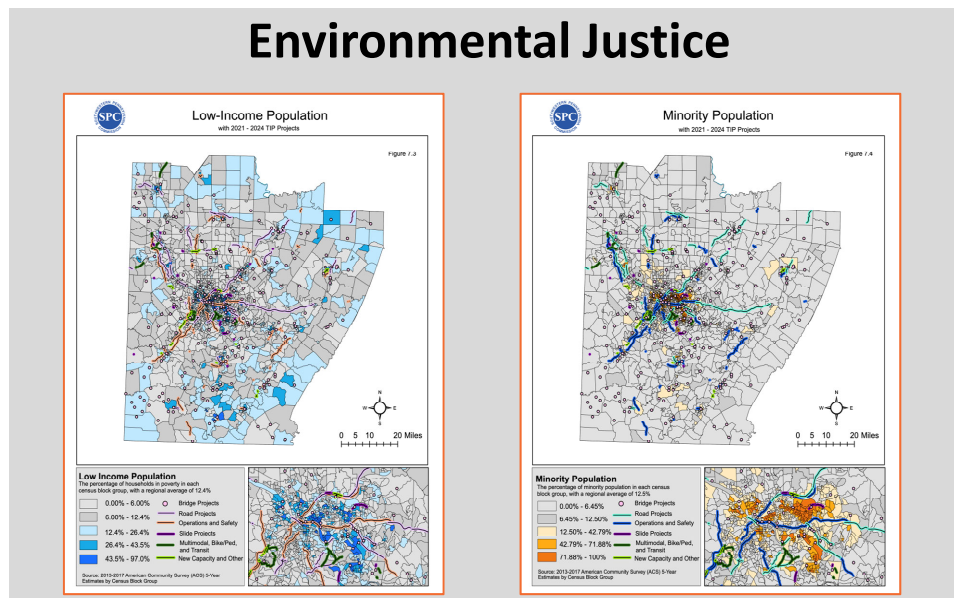 Environmental Justice
SPC
Low-Income Population
with 2021 - 2024 TIP Projects
Figure 7.3
N
W E
S
0 5 10 20 Miles
Low Income Population
The percentage of households in poverty in each
census block group, with a regional average of 12.4%
0.00% - 6.00%
6.00% - 12.4%
12.4% - 26.4%
26.4% - 43.5%
43.5% - 97.0%
Bridge Projects
Road Projects
Operations and Safety
Slide Projects
Multimodal, Bike/Ped,
and Transit
New Capacity and Other
Source: 2013-2017 American Community Survey (ACS) 5-Year
Estimates by Census Block Group
SPC
Minority Population
with 2021 - 2024 TIP Projects
Figure 7.4
N
W E
S
0 5 10 20 Miles
Minority Population
The percentage of minority population in each census
block group, with a regional average of 12.5%
0.00% - 6.45%
6.45% - 12.50%
12.50% - 42.79%
42.79% - 71.88%
71.88% - 100%
Bridge Projects
Road Projects
Operations and Safety
Slide Projects
Multimodal, Bike/Ped,
and Transit
New Capacity and Other
Source: 2013-2017 American Community Survey (ACS) 5-Year
Estimates by Census Block Group